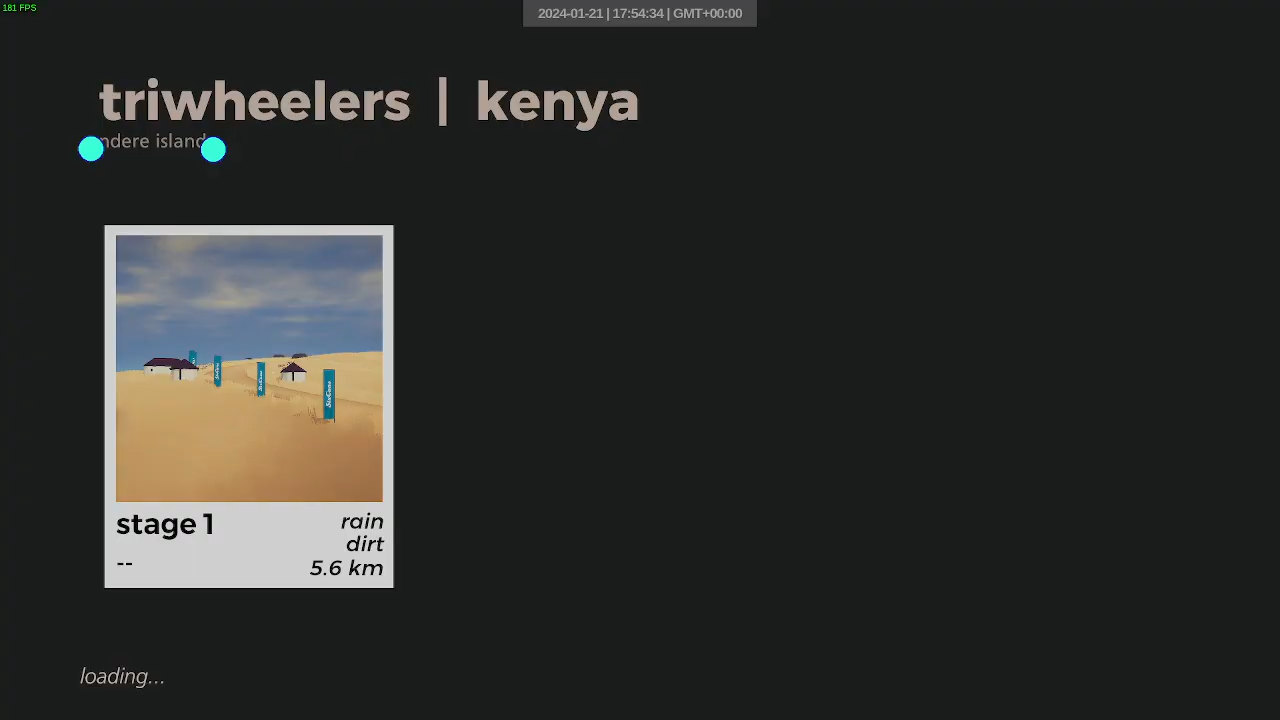 181 FPS
2024-01-21 | 17:54:34 | GMT+00:00
triwheelers | kenya
ndere island
stage 1
rain
dirt
--
5.6 km
loading...